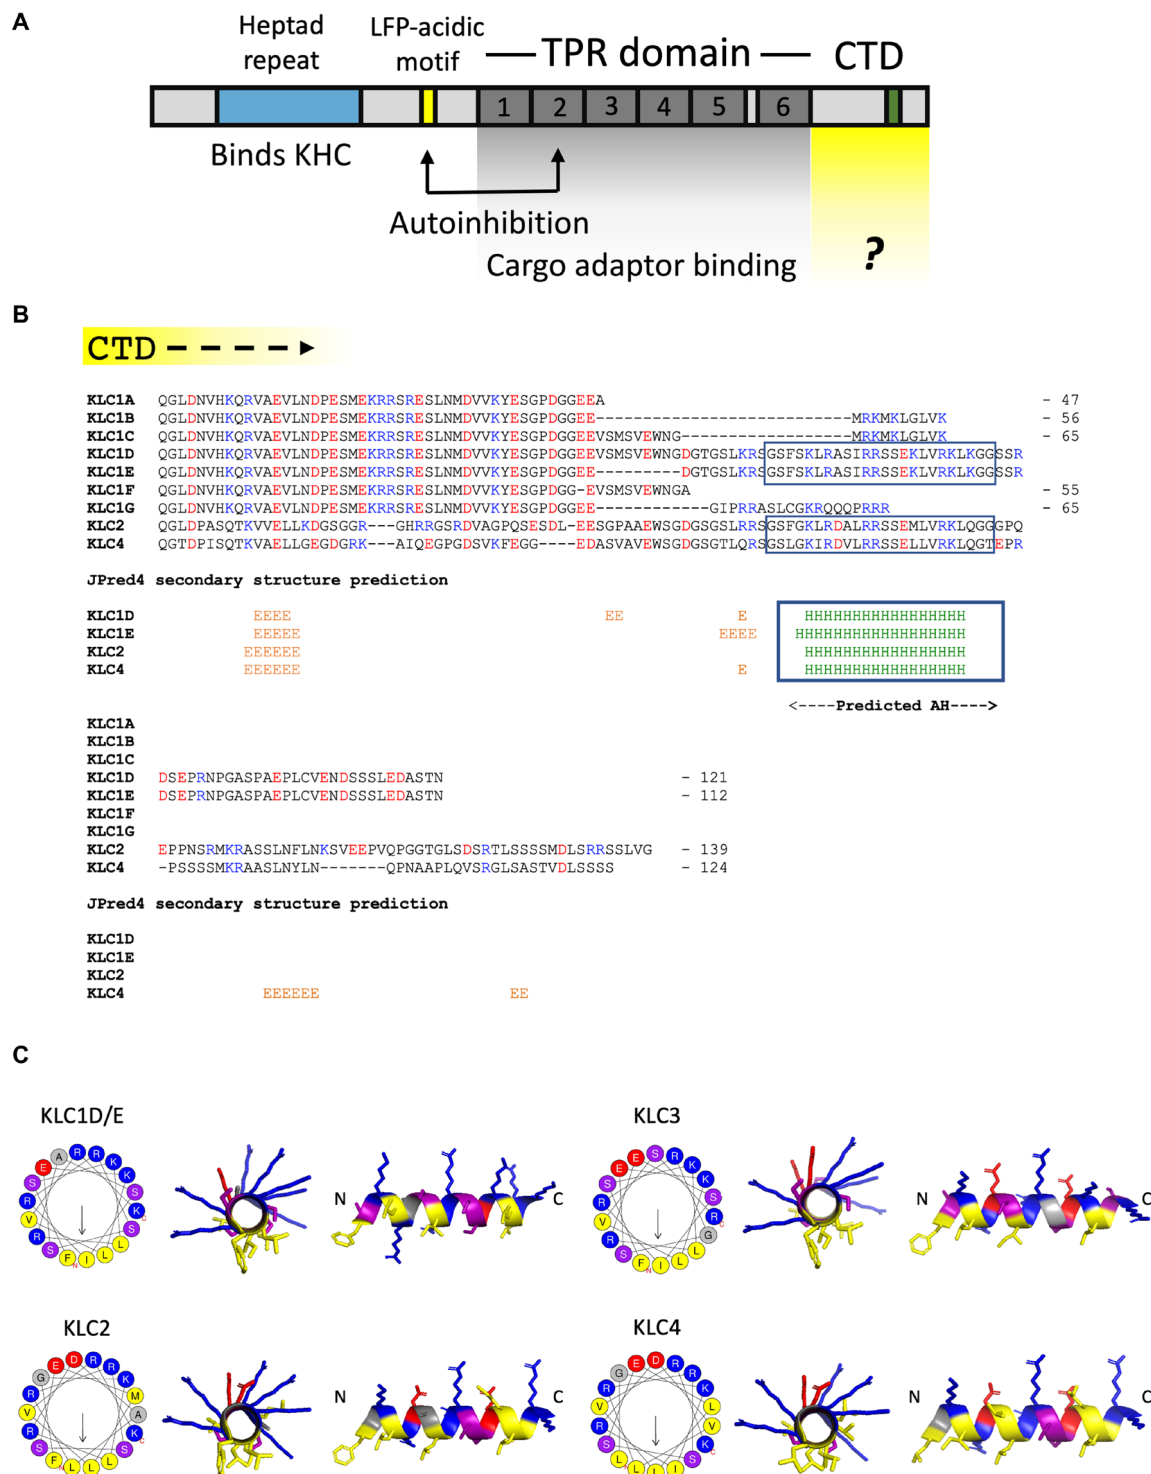 A
Heptad repeat
LFP-acidic motif
TPR domain
CTD
1 2 3 4 5 6
Binds KHC
Autoinhibition
Cargo adaptor binding
?
B
CTD
KLC1A QGLDNVHKQRVAEVLNDPESMEKRRSRESLNMDVVKYESGPDGGEEA - 47
KLC1B QGLDNVHKQRVAEVLNDPESMEKRRSRESLNMDVVKYESGPDGGEE---------------------------MRKMKLGLVK - 56
KLC1C QGLDNVHKQRVAEVLNDPESMEKRRSRESLNMDVVKYESGPDGGEEVSMSVEWNG------------------MRKMKLGLVK - 65
KLC1D QGLDNVHKQRVAEVLNDPESMEKRRSRESLNMDVVKYESGPDGGEEVSMSVEWNGDGTGSLKRSGSFSKLRASIRRSSEKLVRKLKGGSSR
KLC1E QGLDNVHKQRVAEVLNDPESMEKRRSRESLNMDVVKYESGPDGGEE---------DGTGSLKRSGSFSKLRASIRRSSEKLVRKLKGGSSR
KLC1F QGLDNVHKQRVAEVLNDPESMEKRRSRESLNMDVVKYESGPDGG-EVSMSVEWNGA - 55
KLC1G QGLDNVHKQRVAEVLNDPESMEKRRSRESLNMDVVKYESGPDGGEE------------GIPRRASLCGKRQQQPRRR - 65
KLC2 QGLDPASQTKVVELLKDGSGGR---GHRRGSRDVAGPQSESDL-EESGPAAEWSGDGSGSLRRSGSFGKLRDALRRSSEMLVRKLQGGGPQ
KLC4 QGTDPISQTKVAELLGEGDGRK---AIQEGPGDSVKFEGG----EDASVAVEWSGDGSGTLQRSGSLGKIRDVLRRSSELLVRKLQGTEPR
JPred4 secondary structure prediction
KLC1D EEEE EE E HHHHHHHHHHHHHHHHH
KLC1E EEEEE EEEE HHHHHHHHHHHHHHHHHH
KLC2 EEEEEE HHHHHHHHHHHHHHHHH
KLC4 EEEEEE E HHHHHHHHHHHHHHHHH
<----Predicted AH---->
KLC1A
KLC1B
KLC1C
KLC1D DSEPRNPGASPAEPLCVENDSSSLEDASTN - 121
KLC1E DSEPRNPGASPAEPLCVENDSSSLEDASTN - 112
KLC1F
KLC1G
KLC2 EPPNSRMKRASSLNFLNKSVEEPVQPGGTGLSDSRTLSSSSMDLSRRSSLVG - 139
KLC4 -PSSSSMKRAASLNYLN-------QPNAAPLQVSRGLSASTVDLSSSS - 124
JPred4 secondary structure prediction
KLC1D
KLC1E
KLC2
KLC4 EEEEEE EE
C
KLC1D/E
A R R K K S K S L L I F S R V R S E
N C
N C
KLC3
S R K K S R G L L I F S R V R S E E
N C
N C
KLC2
D R R K M A K S L L L F S R V R G E
N C
N C
KLC4
D R R K L V K S L I I L S R V R G E
N C
N C